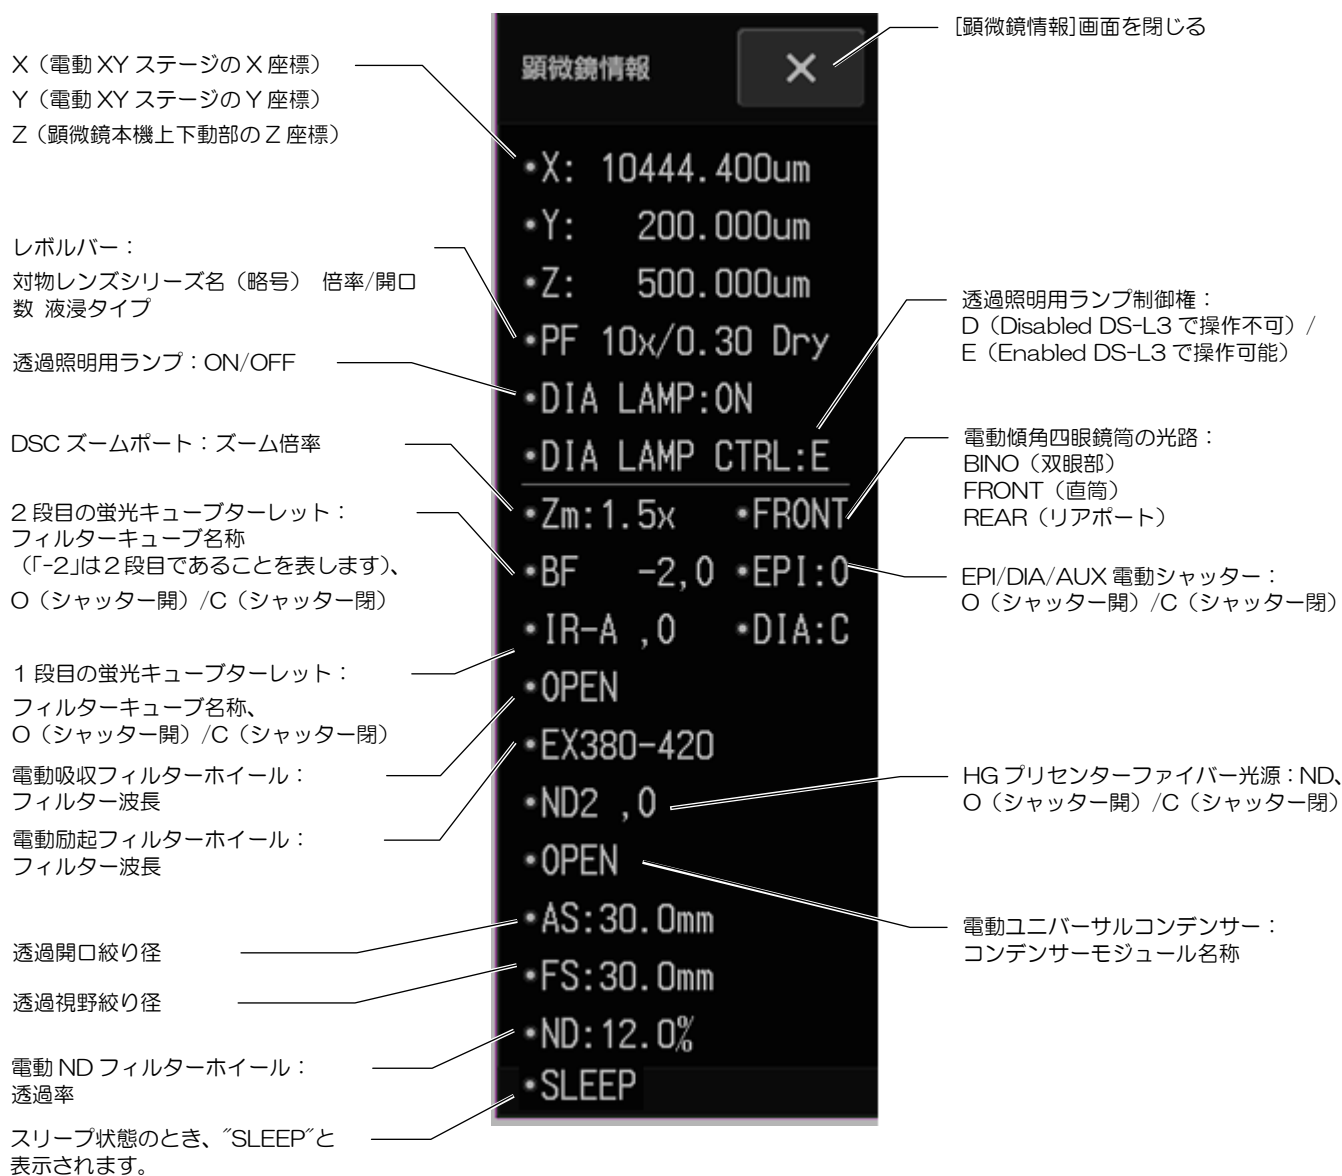 X（電動XYステージのX座標）
Y（電動XYステージのY座標）
Z（顕微鏡本機上下動部のZ座標）
レボルバー：
対物レンズシリーズ名（略号）　倍率/開口
数 液浸タイプ
透過照明用ランプ：ON/OFF
DSCズームポート：ズーム倍率
2段目の蛍光キューブターレット：
フィルターキューブ名称
（「-2」は2段目であることを表します）、
O（シャッター開）/C（シャッター閉）
1段目の蛍光キューブターレット：
フィルターキューブ名称、
O（シャッター開）/C（シャッター閉）
電動吸収フィルターホイール：
フィルター波長
電動励起フィルターホイール：
フィルター波長
透過開口絞り径
透過視野絞り径
電動NDフィルターホイール：
透過率
スリープ状態のとき、"SLEEP"と
表示されます。
顕微鏡情報 ×
•X: 10444.400um
•Y: 200.000um
•Z: 500.000um
•PF 10x/0.30 Dry
•DIA LAMP:ON
•DIA LAMP CTRL:E
•Zm:1.5x •FRONT
•BF -2,O •EPI:O
•IR-A ,O •DIA:C
•OPEN
•EX380-420
•ND2 ,O
•OPEN
•AS:30.0mm
•FS:30.0mm
•ND:12.0%
•SLEEP
[顕微鏡情報]画面を閉じる
透過照明用ランプ制御権：
D（Disabled DS-L3で操作不可）/
E（Enabled DS-L3で操作可能）
電動傾角四眼鏡筒の光路：
BINO（双眼部）
FRONT（直筒）
REAR（リアポート）
EPI/DIA/AUX電動シャッター：
O（シャッター開）/C（シャッター閉）
HGプリセンターファイバー光源：ND、
O（シャッター開）/C（シャッター閉）
電動ユニバーサルコンデンサー：
コンデンサーモジュール名称